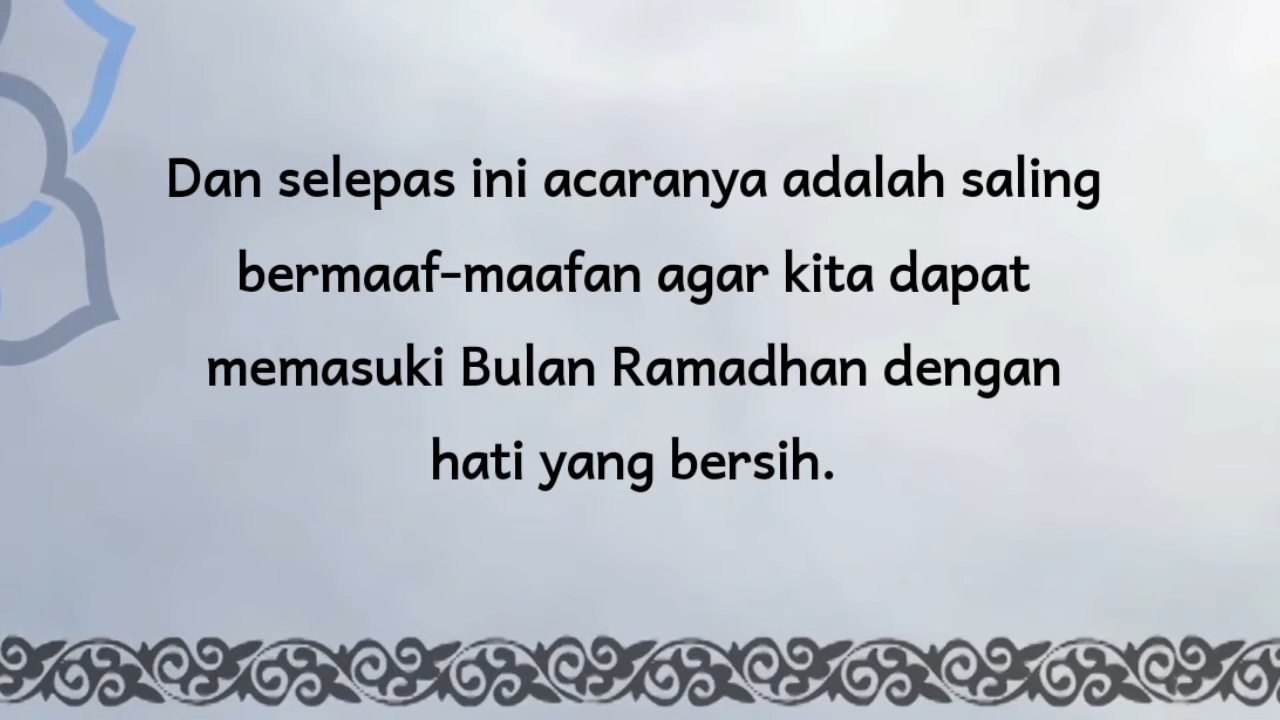 Dan selepas ini acaranya adalah saling
bermaaf-maafan agar kita dapat
memasuki Bulan Ramadhan dengan
hati yang bersih.